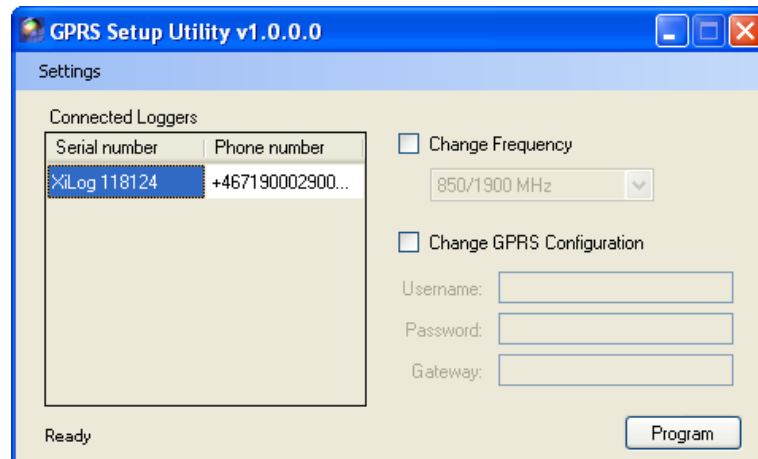 GPRS Setup Utility v1.0.0.0
Settings
Connected Loggers
Serial number Phone number
XiLog 118124 +467190002900...
Change Frequency
850/1900 MHz
Change GPRS Configuration
Username:
Password:
Gateway:
Ready
Program